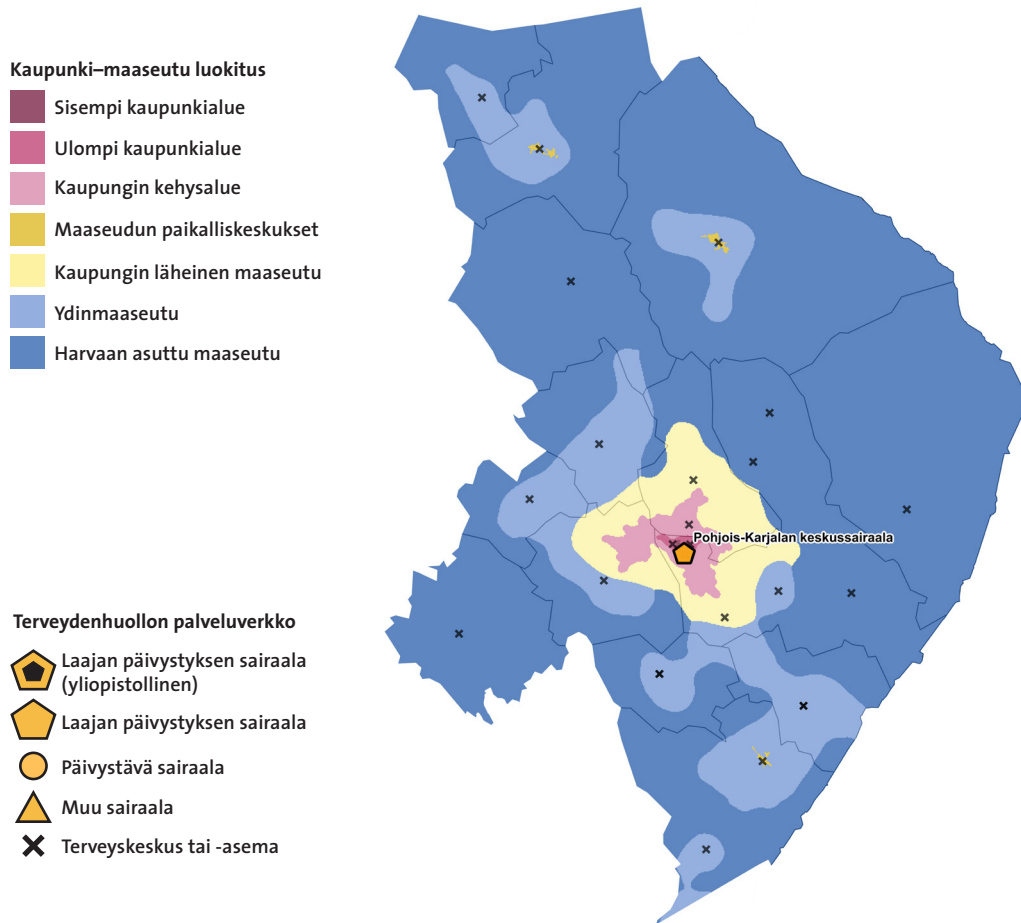 Kaupunki–maaseutu luokitus
Sisempi kaupunkialue
Ulompi kaupunkialue
Kaupungin kehysalue
Maaseudun paikalliskeskukset
Kaupungin läheinen maaseutu
Ydinmaaseutu
Harvaan asuttu maaseutu
Pohjois-Karjalan keskussairaala
Terveydenhuollon palveluverkko
Laajan päivystyksen sairaala
(yliopistollinen)
Laajan päivystyksen sairaala
Päivystävä sairaala
Muu sairaala
Terveyskeskus tai -asema